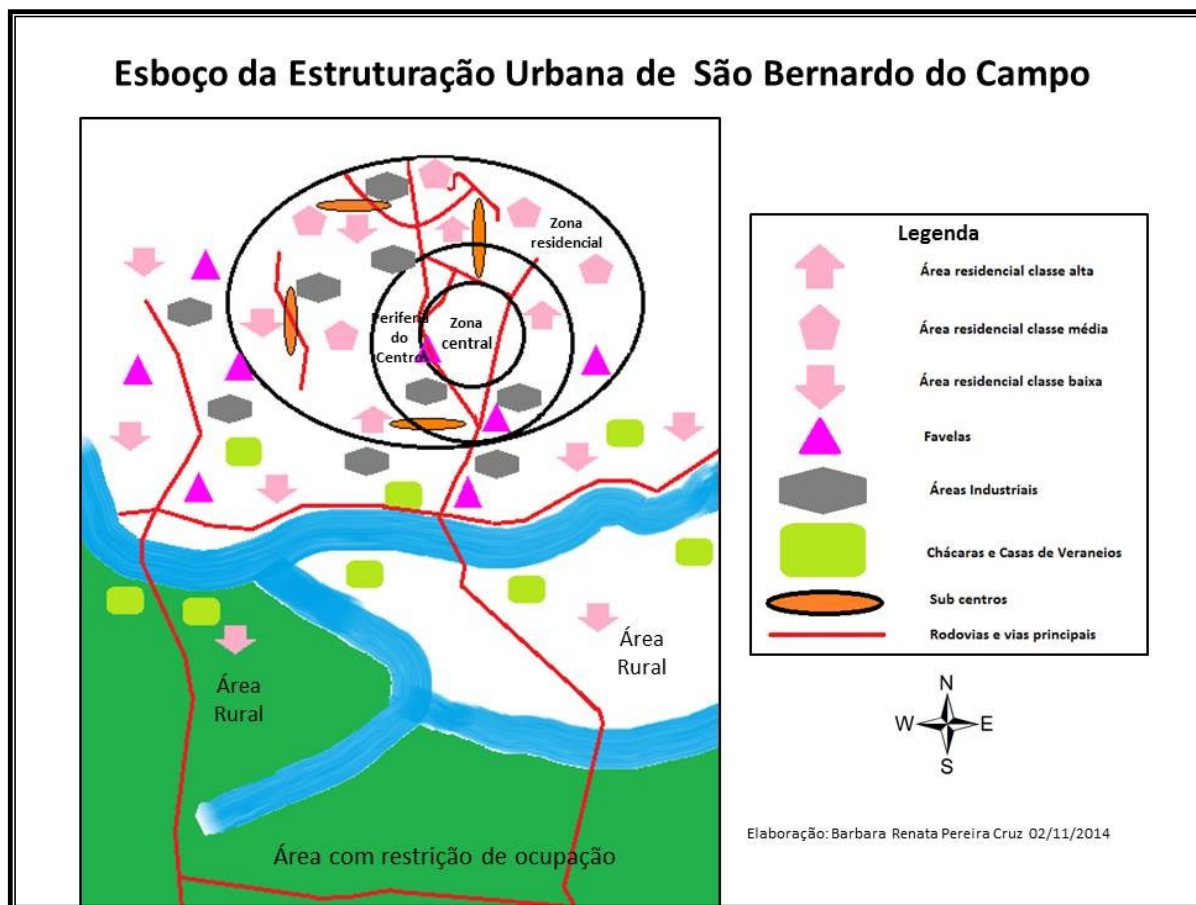 Esboço da Estruturação Urbana de São Bernardo do Campo
Zona
residencial
Periferia
do
Centro
Zona
central
Área
Rural
Área
Rural
Área com restrição de ocupação
Legenda
Área residencial classe alta
Área residencial classe média
Área residencial classe baixa
Favelas
Áreas Industriais
Chácaras e Casas de Veraneios
Sub centros
Rodovias e vias principais
N
W E
S
Elaboração: Barbara Renata Pereira Cruz 02/11/2014